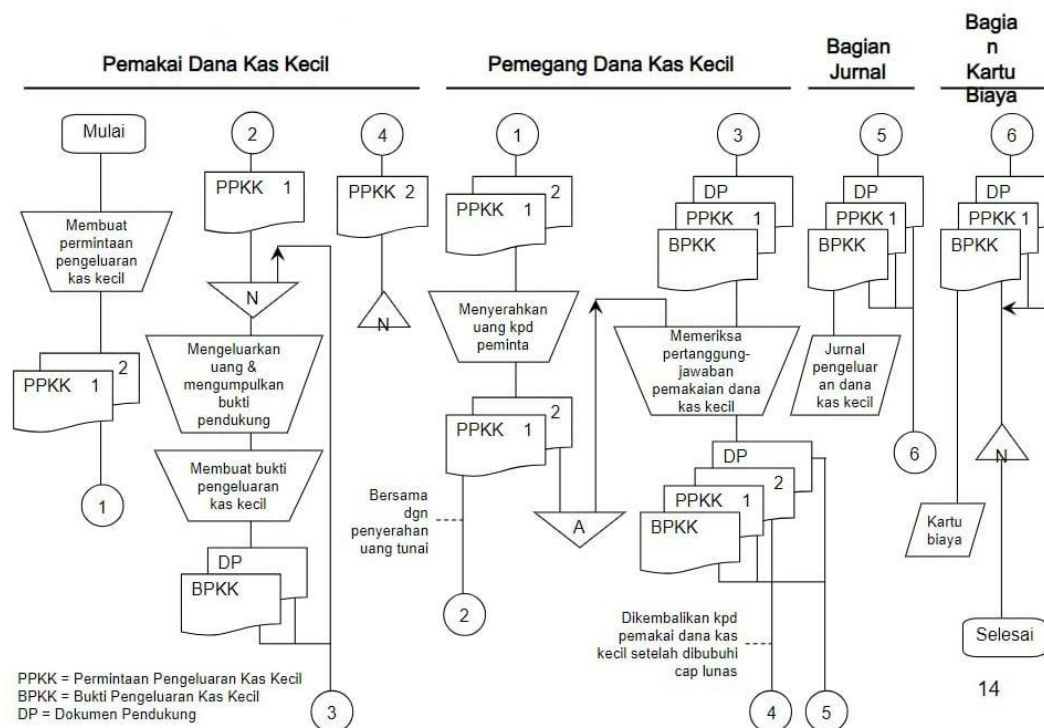 Pemakai Dana Kas Kecil
Pemegang Dana Kas Kecil
Bagian
Jurnal
Bagia
n
Kartu
Biaya
Mulai
Membuat
permintaan
pengeluaran
kas kecil
PPKK 1
2
1
2
PPKK 1
N
Mengeluarkan
uang &
mengumpulkan
bukti
pendukung
Membuat bukti
pengeluaran
kas kecil
DP
BPKK
3
4
PPKK 2
N
1
2
PPKK 1
Menyerahkan
uang kpd
peminta
2
PPKK 1
Bersama
dgn
penyerahan
uang tunai
A
2
3
DP
PPKK 1
BPKK
Memeriksa
pertanggung-
jawaban
pemakaian dana
kas kecil
DP
2
PPKK 1
BPKK
Dikembalikan kpd
pemakai dana kas
kecil setelah dibubuhi
cap lunas
4
5
5
DP
PPKK 1
BPKK
Jurnal
pengeluar
an dana
kas kecil
6
6
DP
PPKK 1
BPKK
N
Kartu
biaya
Selesai
PPKK = Permintaan Pengeluaran Kas Kecil
BPKK = Bukti Pengeluaran Kas Kecil
DP = Dokumen Pendukung
14